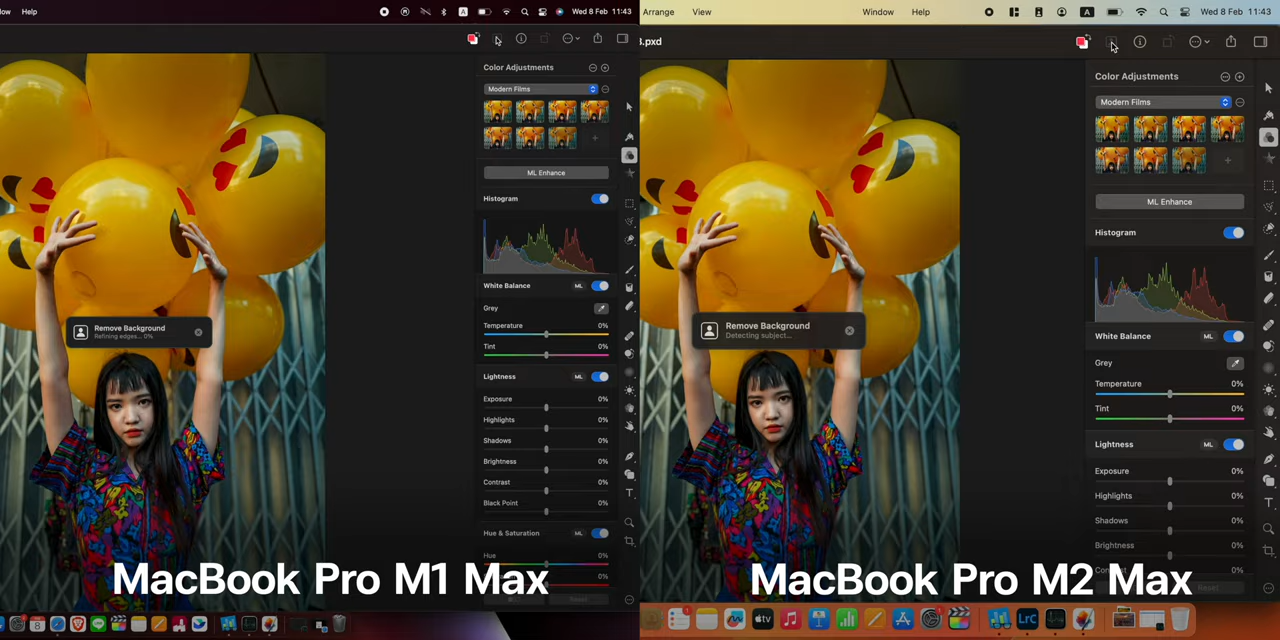 ow Help
A
Wed 8 Feb 11:43
Color Adjustments
Modern Films
ML Enhance
Histogram
White Balance ML
Grey
Temperature 0%
Tint 0%
Lightness ML
Exposure 0%
Highlights 0%
Shadows 0%
Brightness 0%
Contrast 0%
Black Point 0%
Hue & Saturation ML
Hue 0%
0%
Remove Background
Refining edges... 0%
T
MacBook Pro M1 Max
Arrange View Window Help
A
Wed 8 Feb 11:43
3.pxd
Color Adjustments
Modern Films
ML Enhance
Histogram
White Balance ML
Grey
Temperature 0%
Tint 0%
Lightness ML
Exposure 0%
Highlights 0%
Shadows 0%
Brightness 0%
0%
Reset
Remove Background
Detecting subject...
T
MacBook Pro M2 Max
tv
LrC